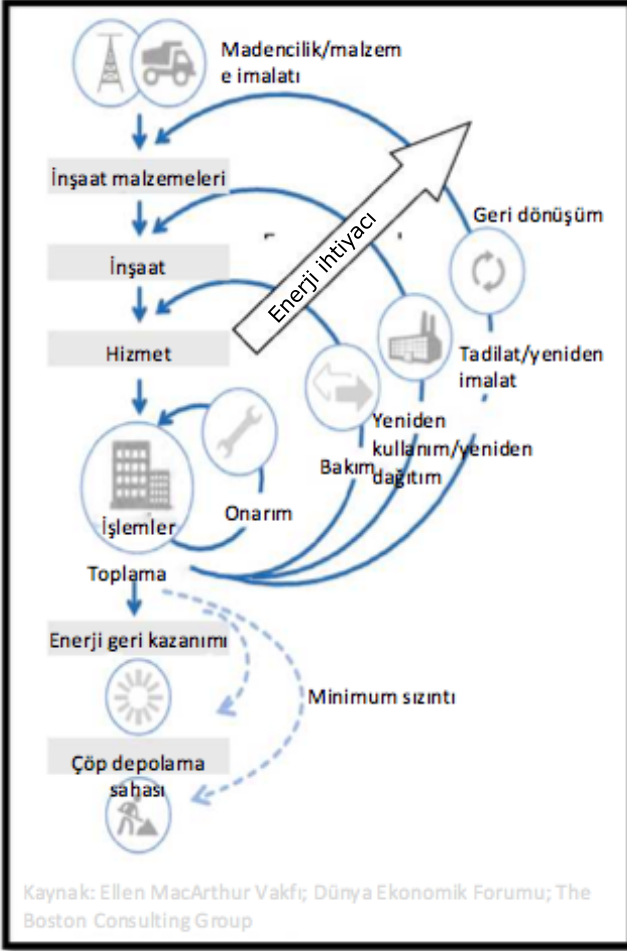 Madencilik/malzem
e imalatı
İnşaat malzemeleri
Enerji ihtiyacı
Geri dönüşüm
İnşaat
Hizmet
Tadilat/yeniden
imalat
Yeniden
kullanım/yeniden
dağıtım
Bakım
Onarım
İşlemler
Toplama
Enerji geri kazanımı
Minimum sızıntı
Çöp depolama
sahası
Kaynak: Ellen MacArthur Vakfı; Dünya Ekonomik Forumu; The
Boston Consulting Group